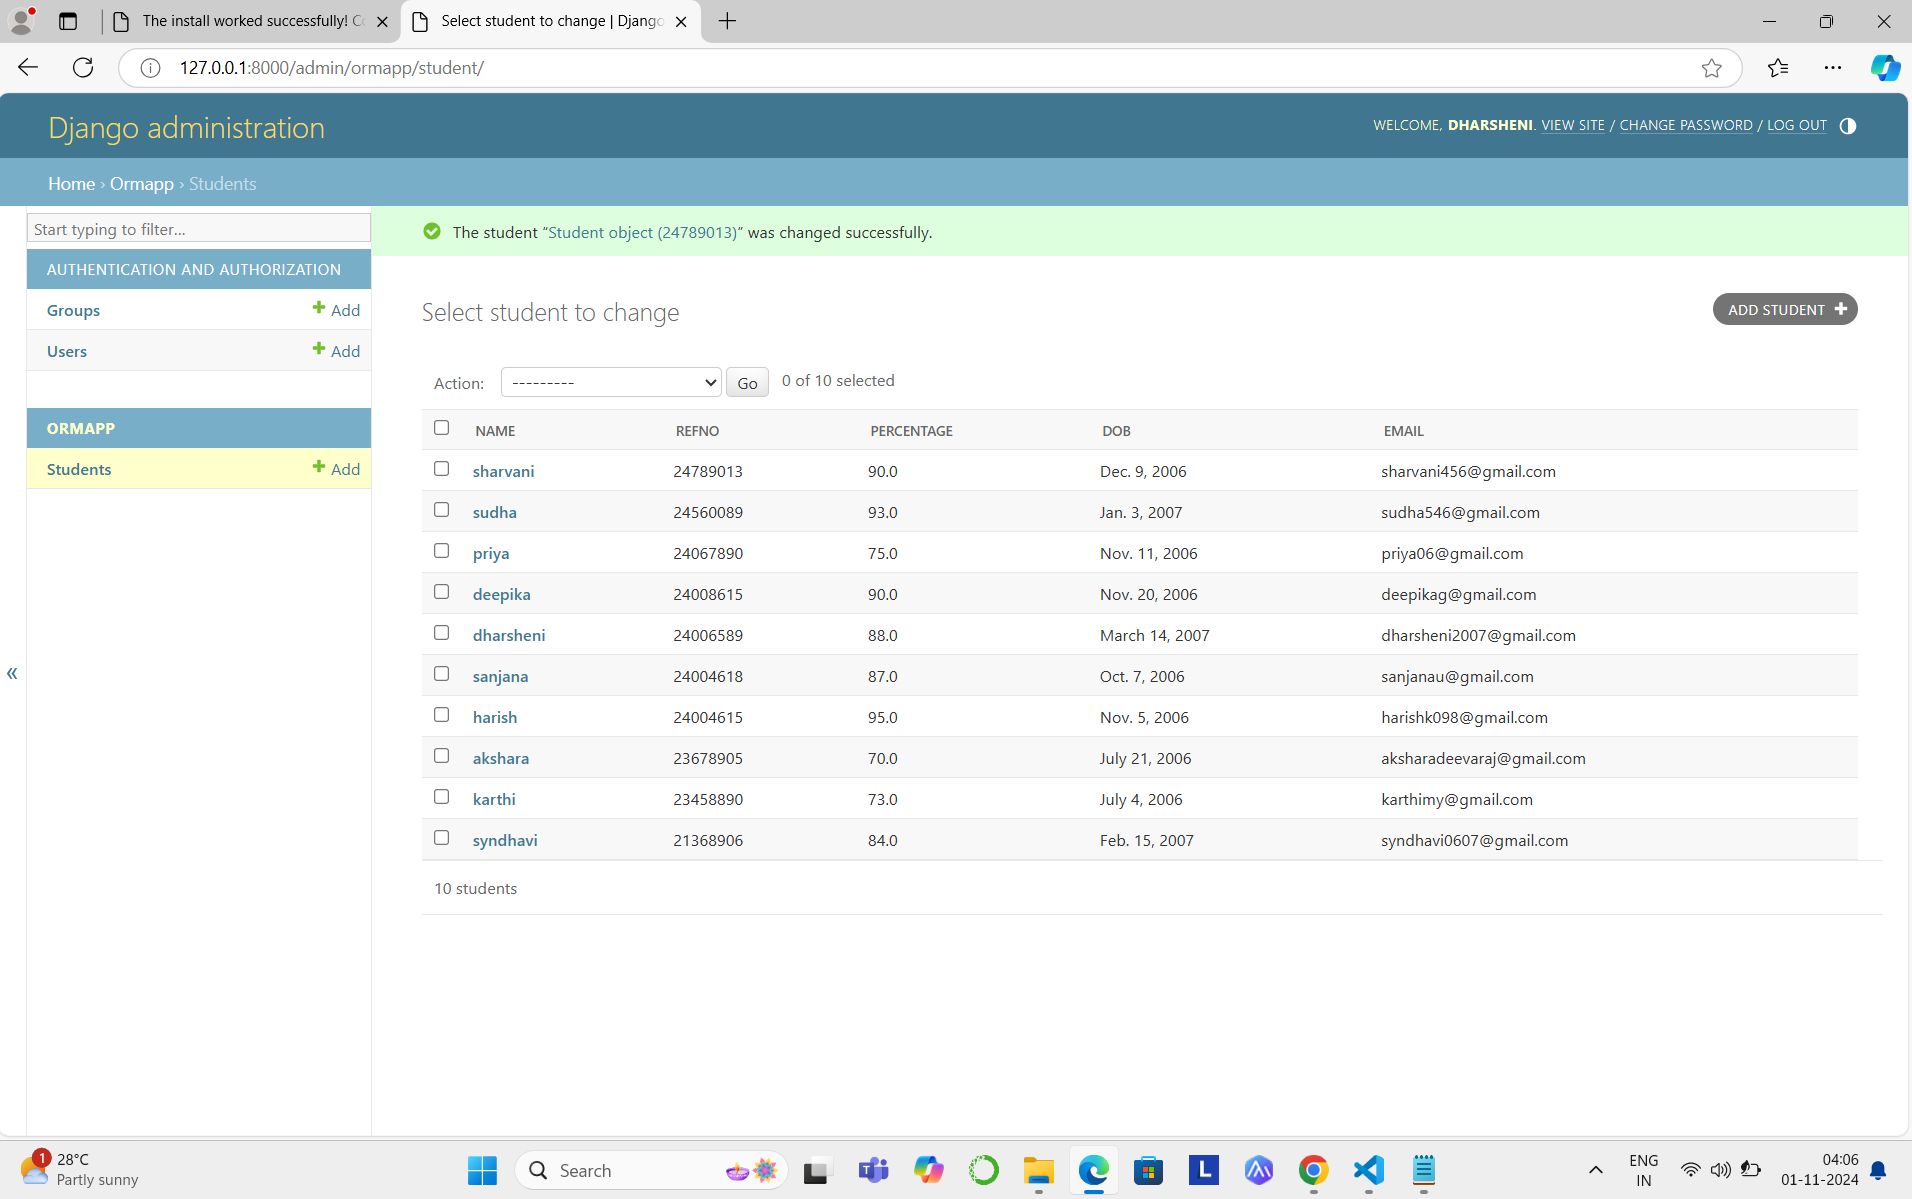 The install worked successfully! Co
Select student to change | Django
127.0.0.1:8000/admin/ormapp/student/
Django administration
WELCOME, DHARSHENI. VIEW SITE / CHANGE PASSWORD / LOG OUT
Home › Ormapp › Students
Start typing to filter...
AUTHENTICATION AND AUTHORIZATION
Groups + Add
Users + Add
ORMAPP
Students + Add
«
The student “Student object (24789013)” was changed successfully.
Select student to change
ADD STUDENT +
Action: --------- Go 0 of 10 selected
NAME REFNO PERCENTAGE DOB EMAIL
sharvani 24789013 90.0 Dec. 9, 2006 sharvani456@gmail.com
sudha 24560089 93.0 Jan. 3, 2007 sudha546@gmail.com
priya 24067890 75.0 Nov. 11, 2006 priya06@gmail.com
deepika 24008615 90.0 Nov. 20, 2006 deepikag@gmail.com
dharsheni 24006589 88.0 March 14, 2007 dharsheni2007@gmail.com
sanjana 24004618 87.0 Oct. 7, 2006 sanjanau@gmail.com
harish 24004615 95.0 Nov. 5, 2006 harishk098@gmail.com
akshara 23678905 70.0 July 21, 2006 aksharadeevaraj@gmail.com
karthi 23458890 73.0 July 4, 2006 karthimy@gmail.com
syndhavi 21368906 84.0 Feb. 15, 2007 syndhavi0607@gmail.com
10 students
1
28°C
Partly sunny
Search
T
L
ENG
IN
04:06
01-11-2024